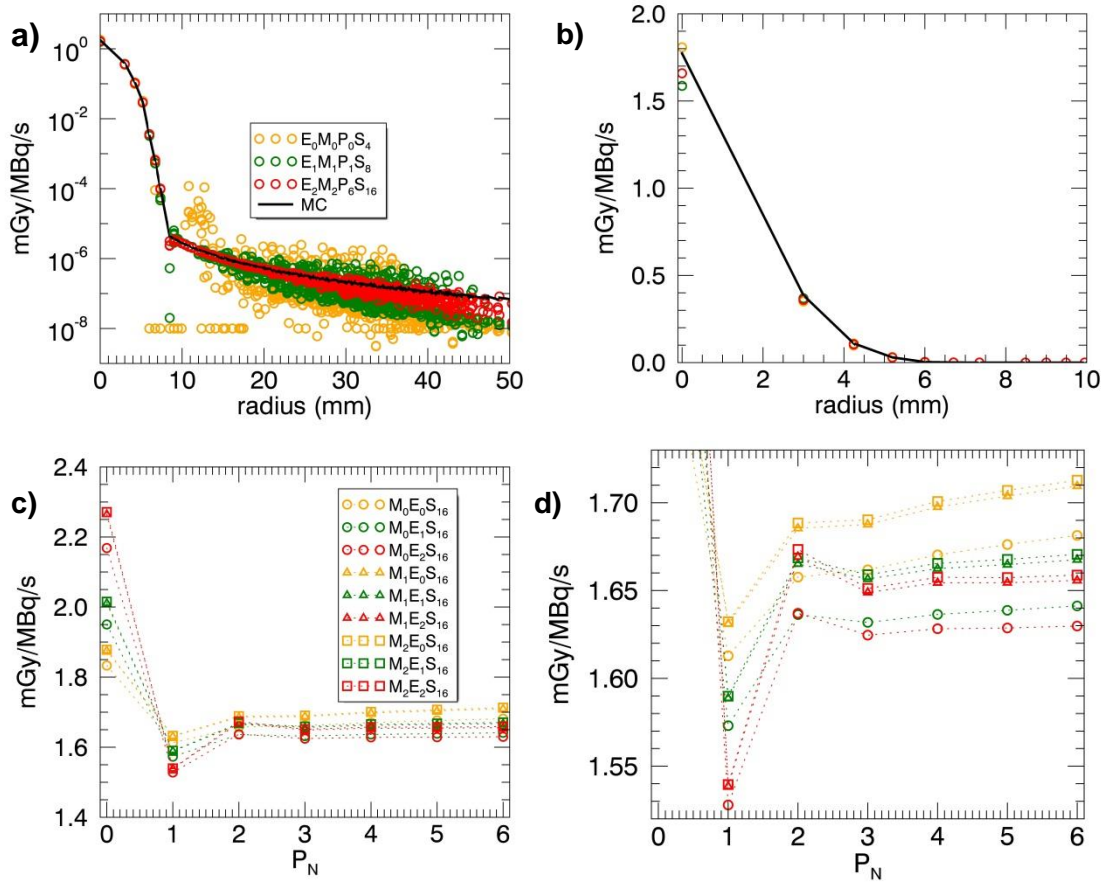 a)
mGy/MBq/s
10⁰
10⁻²
10⁻⁴
10⁻⁶
10⁻⁸
E₀M₀P₀S₄
E₁M₁P₁S₈
E₂M₂P₆S₁₆
MC
0 10 20 30 40 50
radius (mm)
b)
mGy/MBq/s
2.0
1.5
1.0
0.5
0.0
0 2 4 6 8 10
radius (mm)
c)
mGy/MBq/s
2.4
2.2
2.0
1.8
1.6
1.4
M₀E₀S₁₆
M₀E₁S₁₆
M₀E₂S₁₆
M₁E₀S₁₆
M₁E₁S₁₆
M₁E₂S₁₆
M₂E₀S₁₆
M₂E₁S₁₆
M₂E₂S₁₆
0 1 2 3 4 5 6
P_N
d)
mGy/MBq/s
1.70
1.65
1.60
1.55
0 1 2 3 4 5 6
P_N